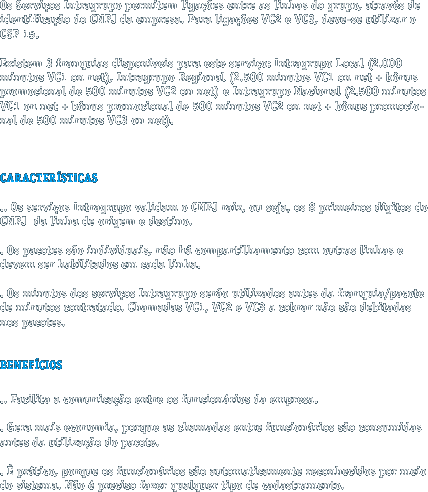 Os Serviços Intragrupo permitem ligações entre as linhas do grupo, através de
identificação do CNPJ da empresa. Para ligações VC2 e VC3, deve-se utilizar o
CSP 15.
Existem 3 franquias disponíveis para este serviço: Intragrupo Local (2.000
minutos VC1 on net), Intragrupo Regional (2.500 minutos VC1 on net + bônus
promocional de 500 minutos VC2 on net) e Intragrupo Nacional (2.500 minutos
VC1 on net + bônus promocional de 500 minutos VC2 on net + bônus promocio-
nal de 500 minutos VC3 on net).
CARACTERÍSTICAS
.. Os serviços Intragrupo validam o CNPJ raiz, ou seja, os 8 primeiros dígitos do
CNPJ da linha de origem e destino.
. Os pacotes são individuais, não há compartilhamento com outras linhas e
devem ser habilitados em cada linha.
. Os minutos dos serviços Intragrupo serão utilizados antes da franquia/pacote
de minutos contratado. Chamadas VC1, VC2 e VC3 a cobrar não são debitadas
nos pacotes.
BENEFÍCIOS
.. Facilita a comunicação entre os funcionários da empresa.
. Gera mais economia, porque as chamadas entre funcionários são consumidas
antes da utilização do pacote.
. É prático, porque os funcionários são automaticamente reconhecidos por meio
do sistema. Não é preciso fazer qualquer tipo de cadastramento.